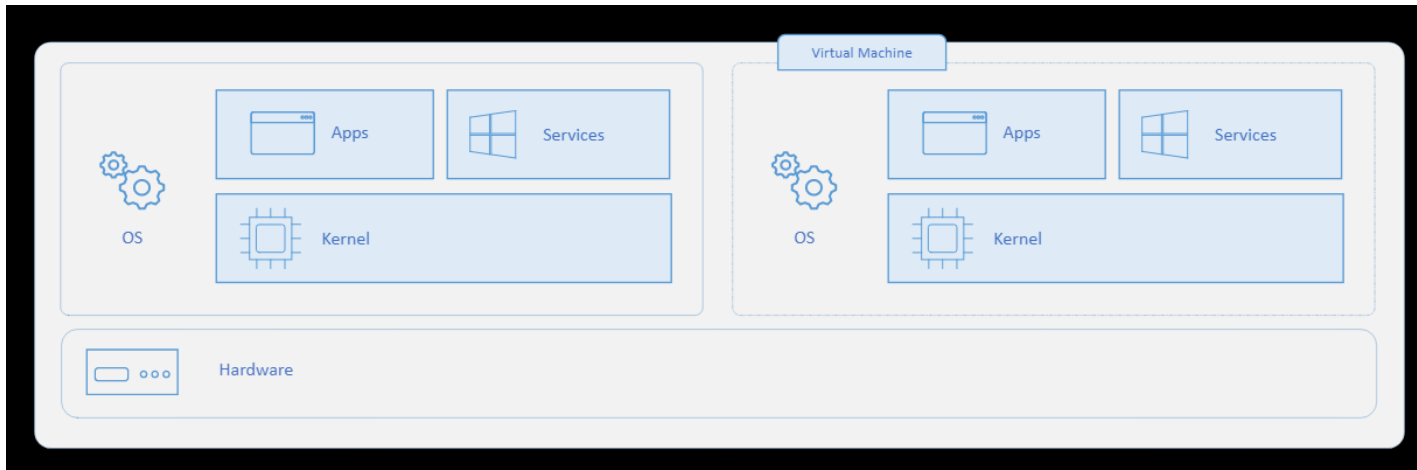 Virtual Machine
Apps
Services
OS
Kernel
Apps
Services
OS
Kernel
Hardware